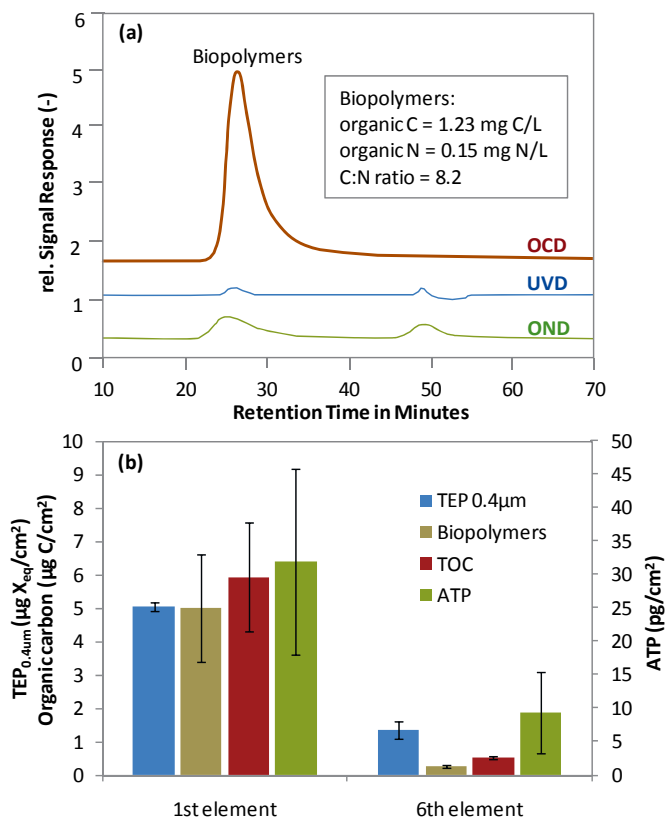 (a)
Biopolymers
Biopolymers:
organic C = 1.23 mg C/L
organic N = 0.15 mg N/L
C:N ratio = 8.2
OCD
UVD
OND
rel. Signal Response (-)
6
5
4
3
2
1
0
10 20 30 40 50 60 70
Retention Time in Minutes
(b)
TEP 0.4µm
Biopolymers
TOC
ATP
TEP0.4um (µg Xeq/cm²)
Organic carbon (µg C/cm²)
10
9
8
7
6
5
4
3
2
1
0
50
45
40
35
30
25
20
15
10
5
0
ATP (pg/cm²)
1st element 6th element